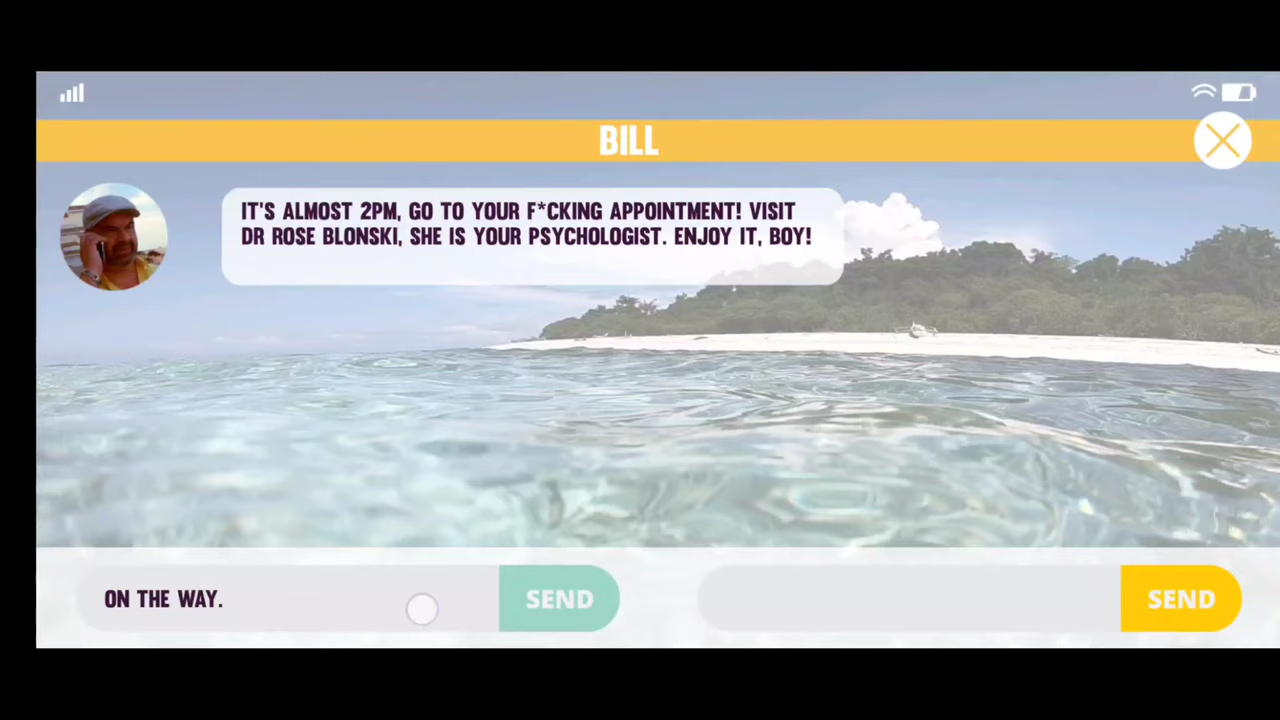 BILL
IT'S ALMOST 2PM, GO TO YOUR F*CKING APPOINTMENT! VISIT
DR ROSE BLONSKI, SHE IS YOUR PSYCHOLOGIST. ENJOY IT, BOY!
ON THE WAY.
SEND
SEND